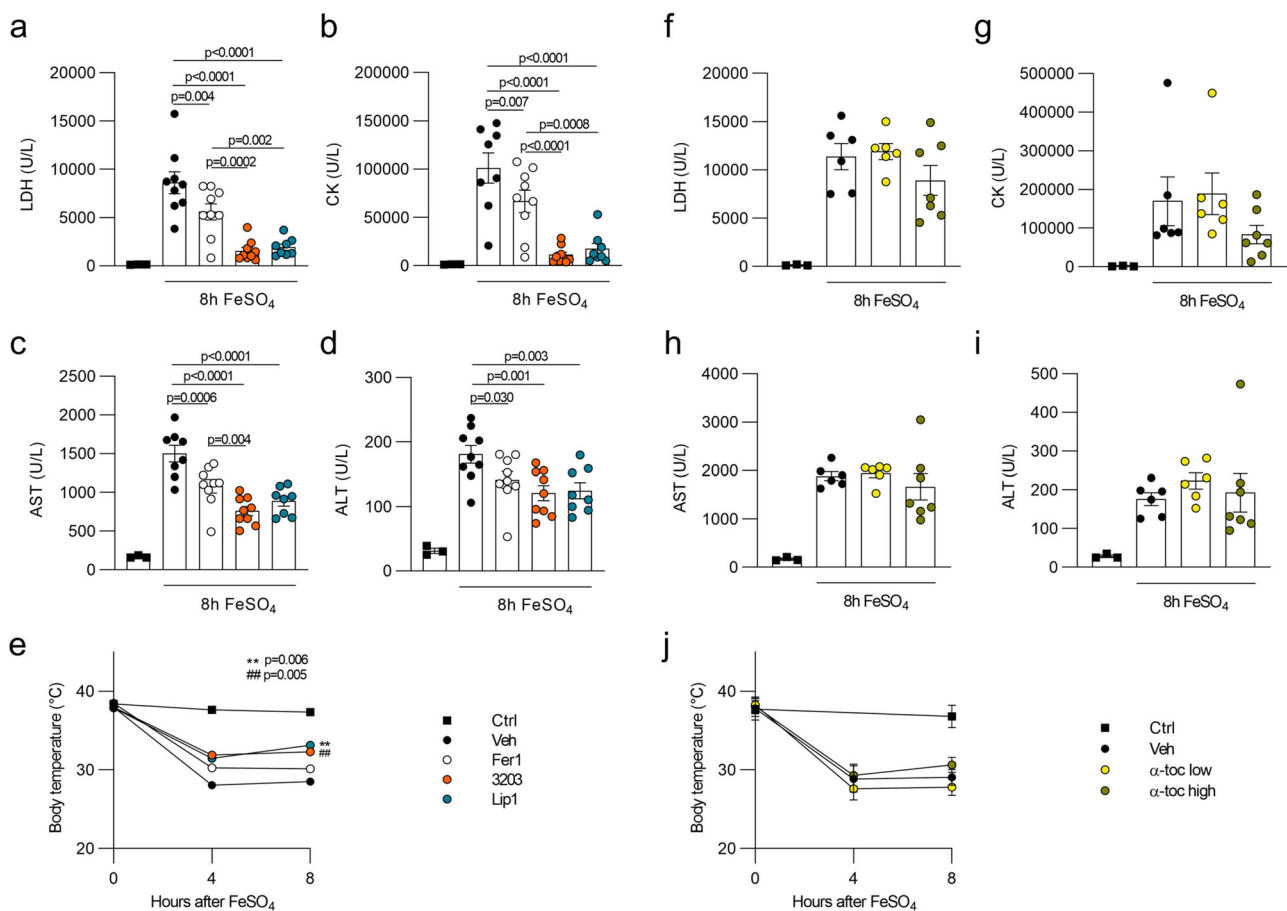 a
p<0.0001
p<0.0001
p=0.004
p=0.002
p=0.0002
20000
15000
10000
5000
0
LDH (U/L)
8h FeSO4
b
p<0.0001
p<0.0001
p=0.007
p=0.0008
p<0.0001
200000
150000
100000
50000
0
CK (U/L)
8h FeSO4
f
20000
15000
10000
5000
0
LDH (U/L)
8h FeSO4
g
500000
400000
300000
200000
100000
0
CK (U/L)
8h FeSO4
c
p<0.0001
p<0.0001
p=0.0006
p=0.004
2500
2000
1500
1000
500
0
AST (U/L)
8h FeSO4
d
p=0.003
p=0.001
p=0.030
300
200
100
0
ALT (U/L)
8h FeSO4
h
4000
3000
2000
1000
0
AST (U/L)
8h FeSO4
i
500
400
300
200
100
0
ALT (U/L)
8h FeSO4
e
** p=0.006
## p=0.005
40
30
20
Body temperature (°C)
**
##
0 4 8
Hours after FeSO4
Ctrl
Veh
Fer1
3203
Lip1
j
40
30
20
Body temperature (°C)
0 4 8
Hours after FeSO4
Ctrl
Veh
α-toc low
α-toc high